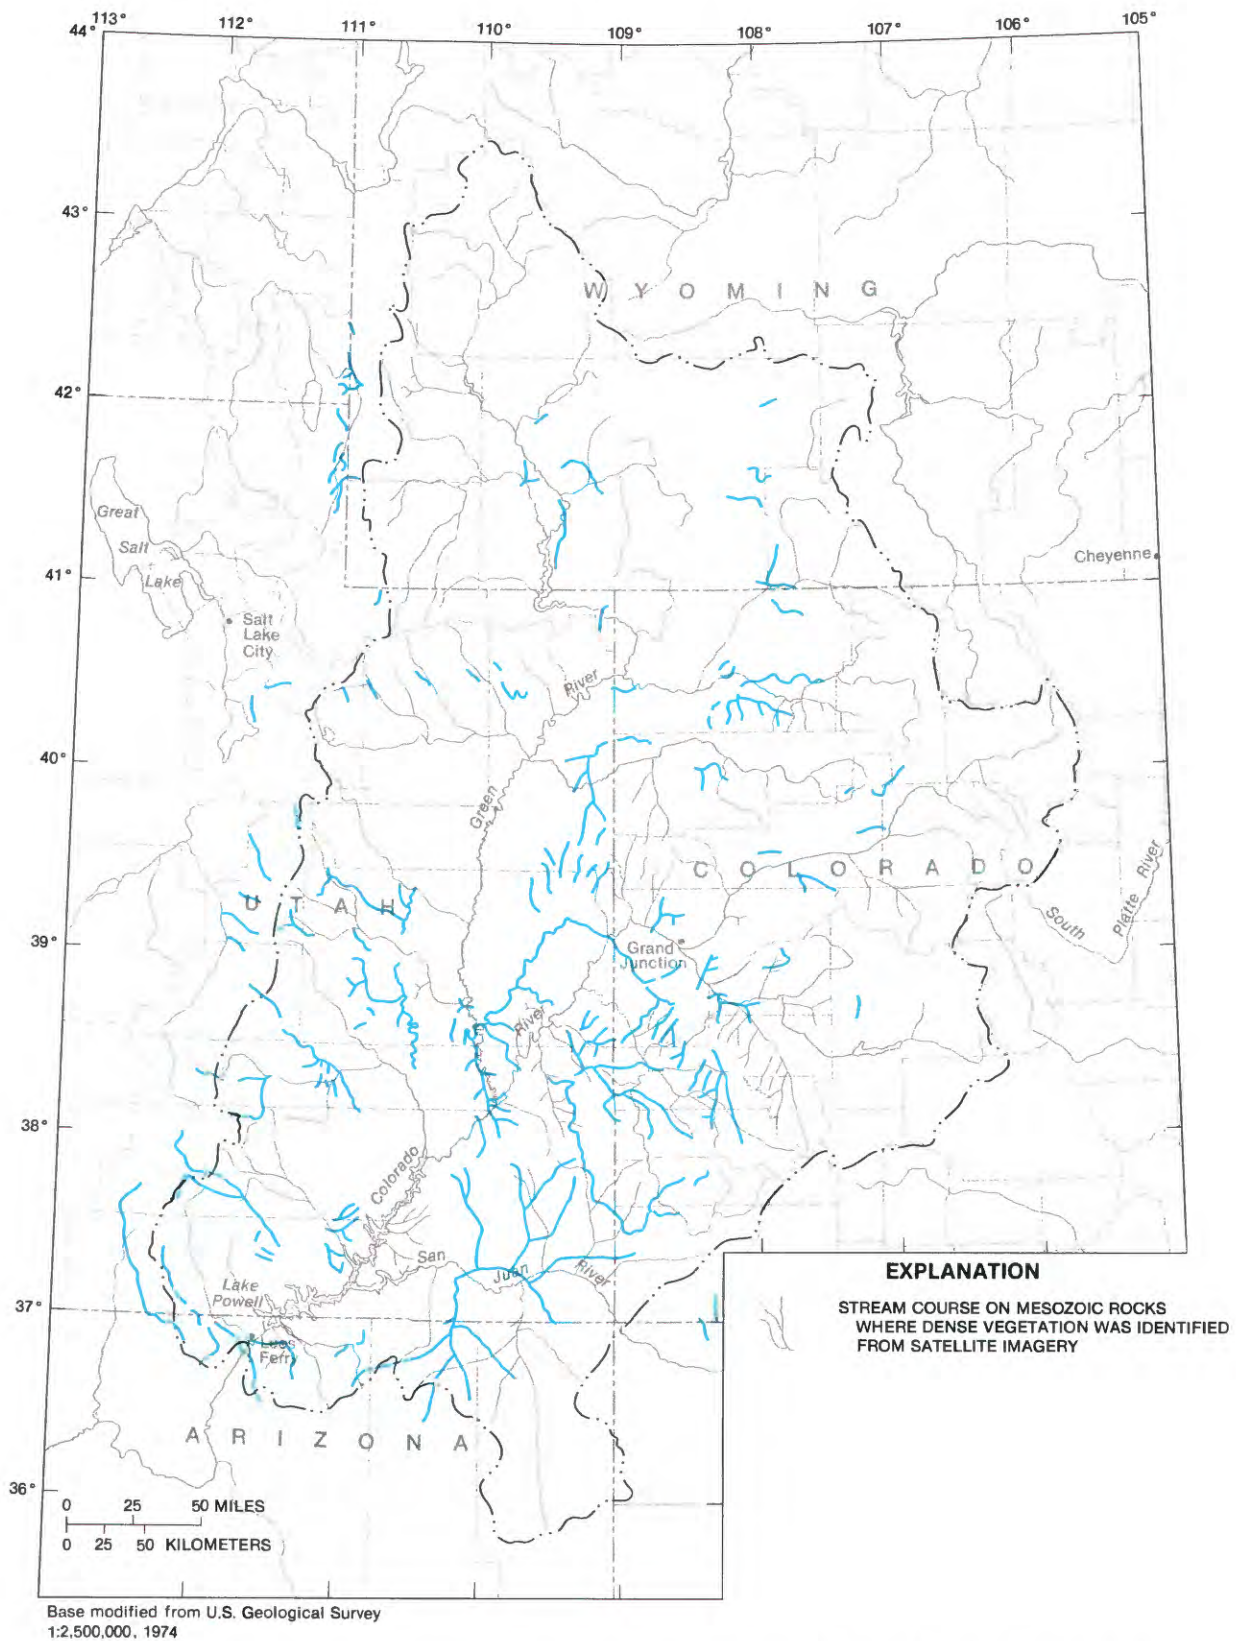 113°
112°
111°
110°
109°
108°
107°
106°
105°
44°
43°
42°
41°
40°
39°
38°
37°
36°
W Y O M I N G
Great
Salt
Lake
Salt
Lake
City
Cheyenne
River
Green
C O L O R A D O
South
Platte River
U T A H
Grand
Junction
River
Colorado
San
Juan
River
Lake
Powell
Lees
Ferry
A R I Z O N A
EXPLANATION
STREAM COURSE ON MESOZOIC ROCKS
WHERE DENSE VEGETATION WAS IDENTIFIED
FROM SATELLITE IMAGERY
0 25 50 MILES
0 25 50 KILOMETERS
Base modified from U.S. Geological Survey
1:2,500,000, 1974